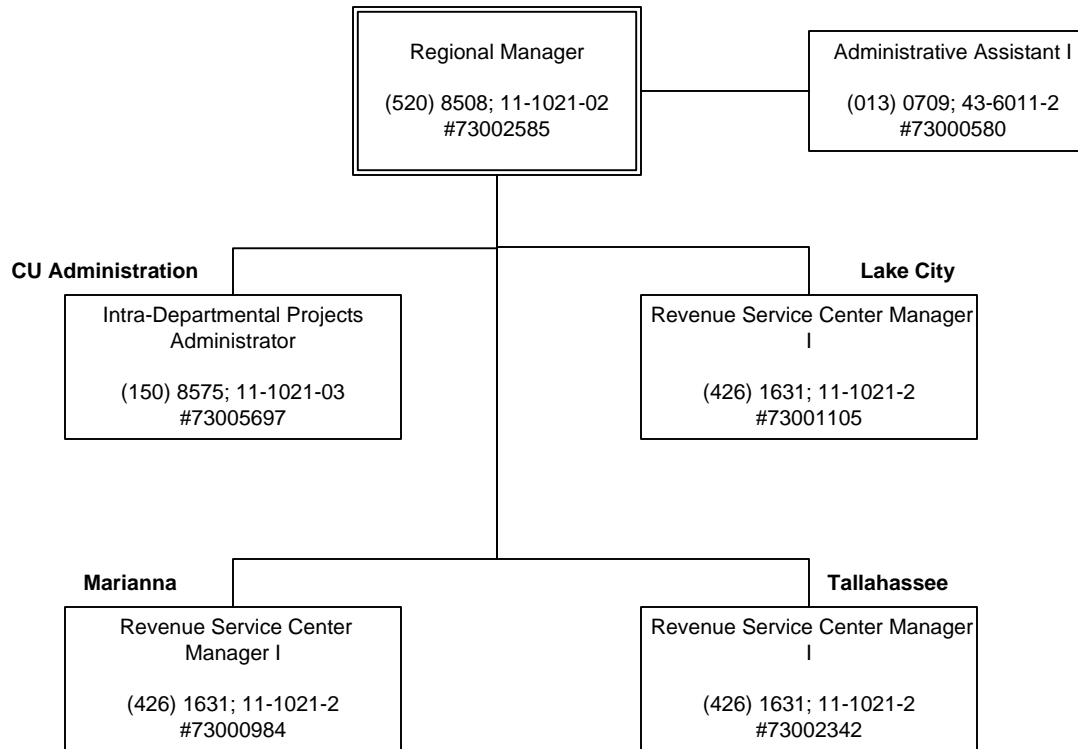 Regional Manager
(520) 8508; 11-1021-02
#73002585
Administrative Assistant I
(013) 0709; 43-6011-2
#73000580
CU Administration
Intra-Departmental Projects
Administrator
(150) 8575; 11-1021-03
#73005697
Lake City
Revenue Service Center Manager
I
(426) 1631; 11-1021-2
#73001105
Marianna
Revenue Service Center
Manager I
(426) 1631; 11-1021-2
#73000984
Tallahassee
Revenue Service Center Manager
I
(426) 1631; 11-1021-2
#73002342